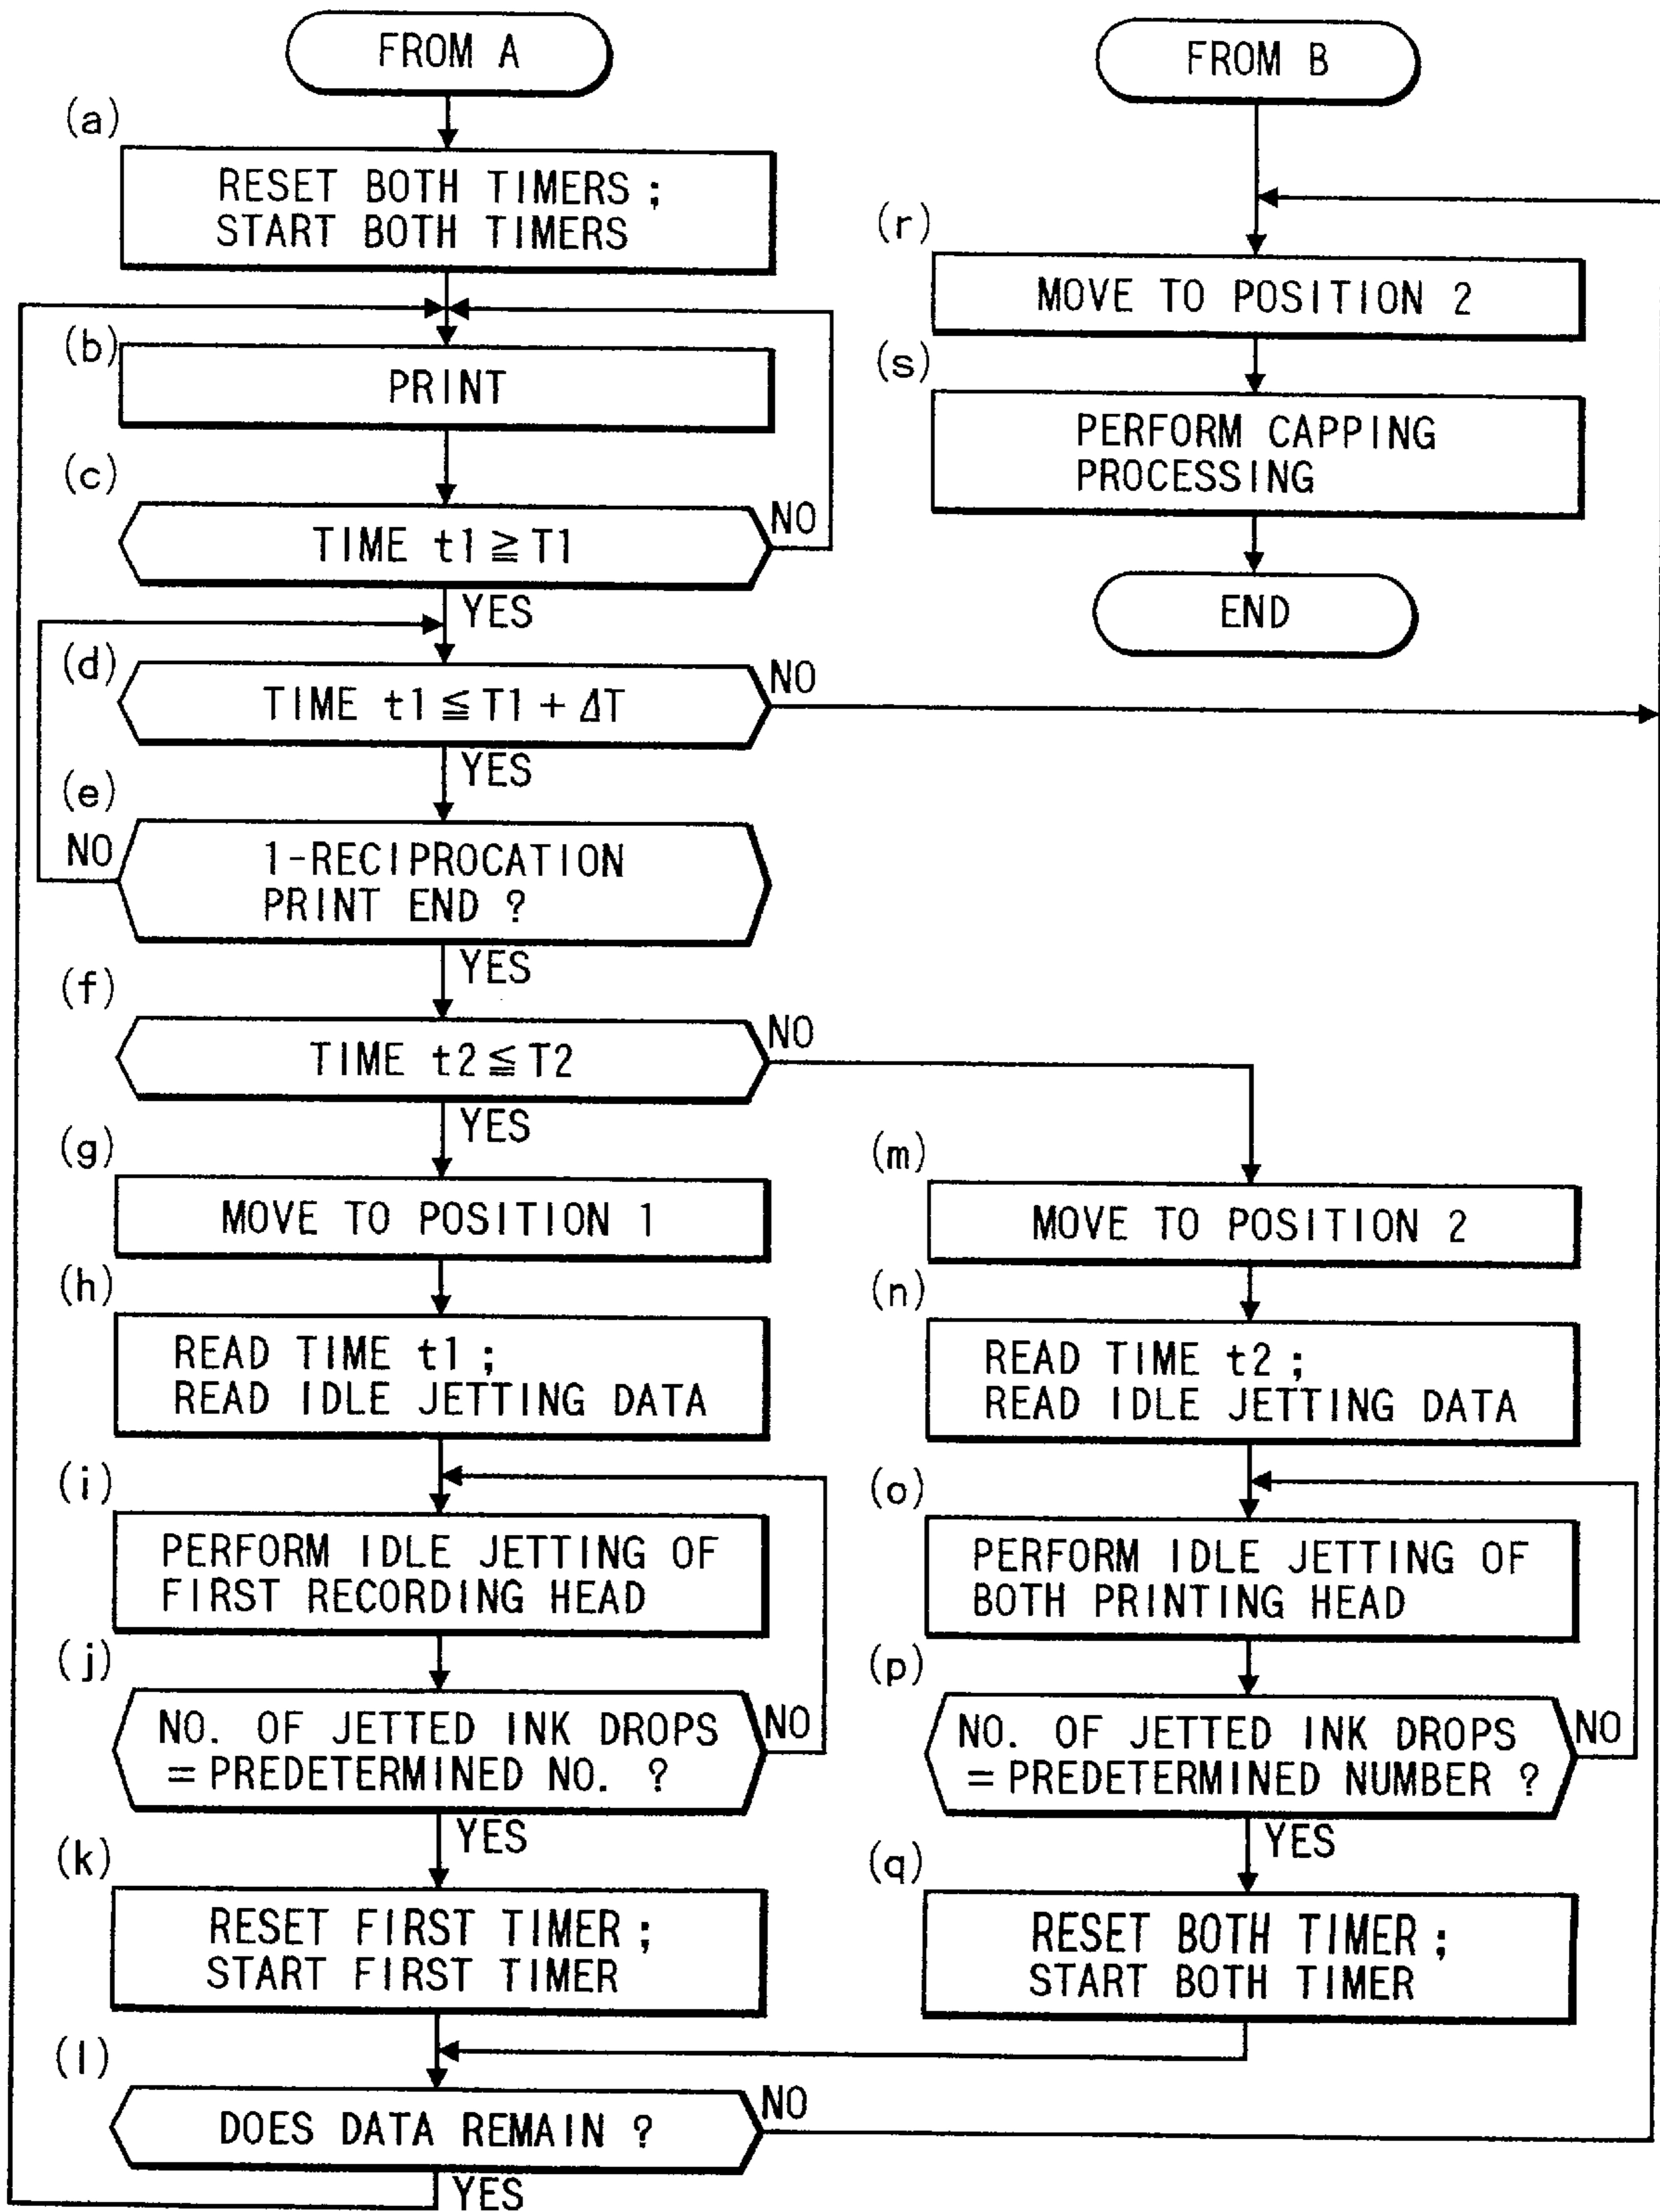 FROM A
(a)
RESET BOTH TIMERS ;
START BOTH TIMERS
(b)
PRINT
(c)
TIME t1 ≧ T1
NO
YES
(d)
TIME t1 ≦ T1 + ΔT
NO
YES
(e)
1-RECIPROCATION
PRINT END ?
NO
YES
(f)
TIME t2 ≦ T2
NO
YES
(g)
MOVE TO POSITION 1
(h)
READ TIME t1 ;
READ IDLE JETTING DATA
(i)
PERFORM IDLE JETTING OF
FIRST RECORDING HEAD
(j)
NO. OF JETTED INK DROPS
= PREDETERMINED NO. ?
NO
YES
(k)
RESET FIRST TIMER ;
START FIRST TIMER
(l)
DOES DATA REMAIN ?
NO
YES
FROM B
(r)
MOVE TO POSITION 2
(s)
PERFORM CAPPING
PROCESSING
END
(m)
MOVE TO POSITION 2
(n)
READ TIME t2 ;
READ IDLE JETTING DATA
(o)
PERFORM IDLE JETTING OF
BOTH PRINTING HEAD
(p)
NO. OF JETTED INK DROPS
= PREDETERMINED NUMBER ?
NO
YES
(q)
RESET BOTH TIMER ;
START BOTH TIMER